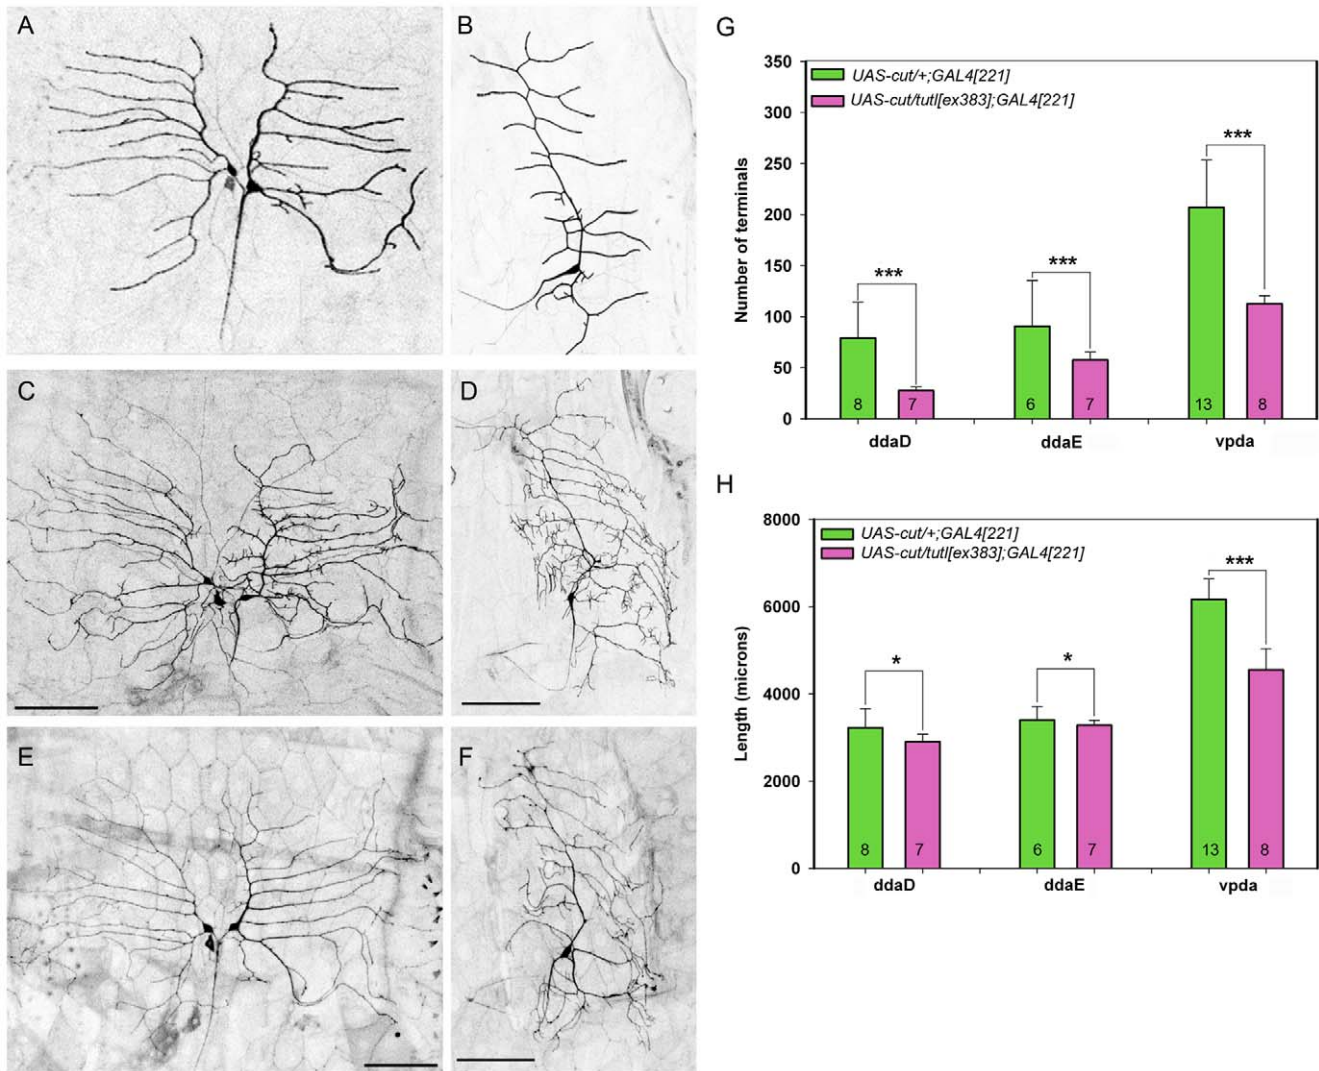 A
B
C
D
E
F
G
350
300
250
200
150
100
50
0
Number of terminals
UAS-cut/+;GAL4[221]
UAS-cut/tutl[ex383];GAL4[221]
***
***
***
8
7
6
7
13
8
ddaD
ddaE
vpda
H
8000
6000
4000
2000
0
Length (microns)
UAS-cut/+;GAL4[221]
UAS-cut/tutl[ex383];GAL4[221]
*
*
***
8
7
6
7
13
8
ddaD
ddaE
vpda